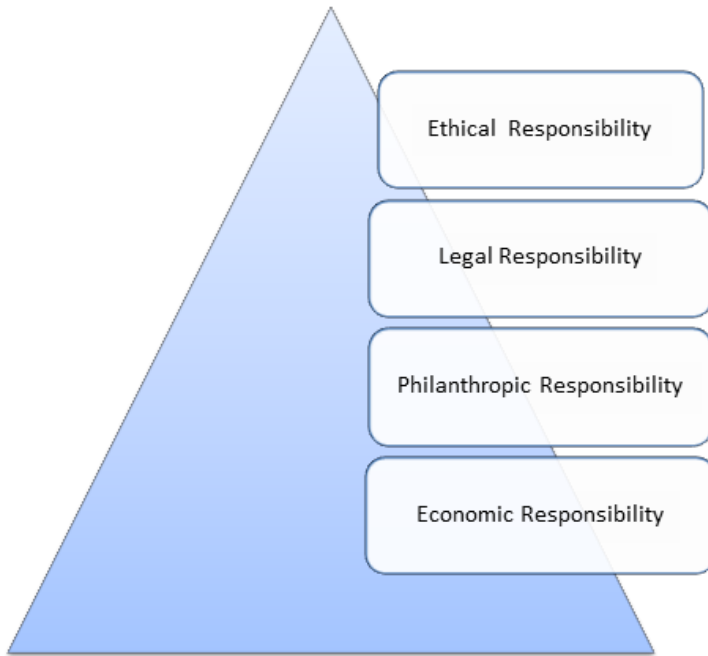 Ethical  Responsibility
Legal Responsibility
Philanthropic Responsibility
Economic Responsibility